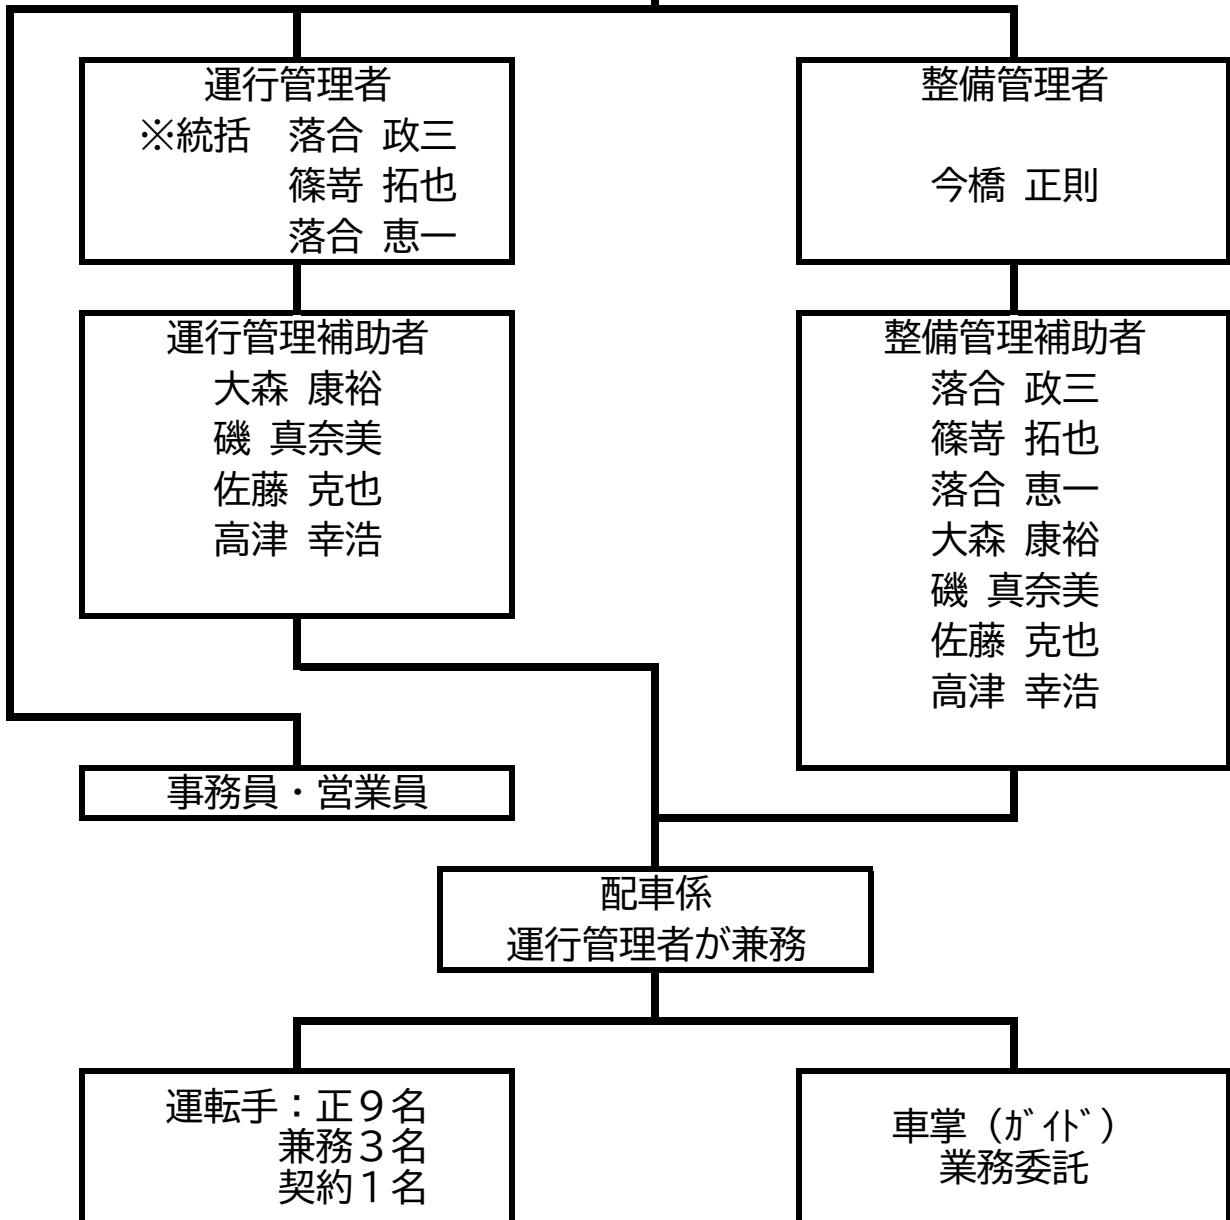 運行管理者
※統括　落合 政三
篠嵜 拓也
落合 恵一
整備管理者
今橋 正則
運行管理補助者
大森 康裕
磯 真奈美
佐藤 克也
高津 幸浩
整備管理補助者
落合 政三
篠嵜 拓也
落合 恵一
大森 康裕
磯 真奈美
佐藤 克也
高津 幸浩
事務員・営業員
配車係
運行管理者が兼務
運転手：正９名
兼務３名
契約１名
車掌（ｶﾞｲﾄﾞ）
業務委託